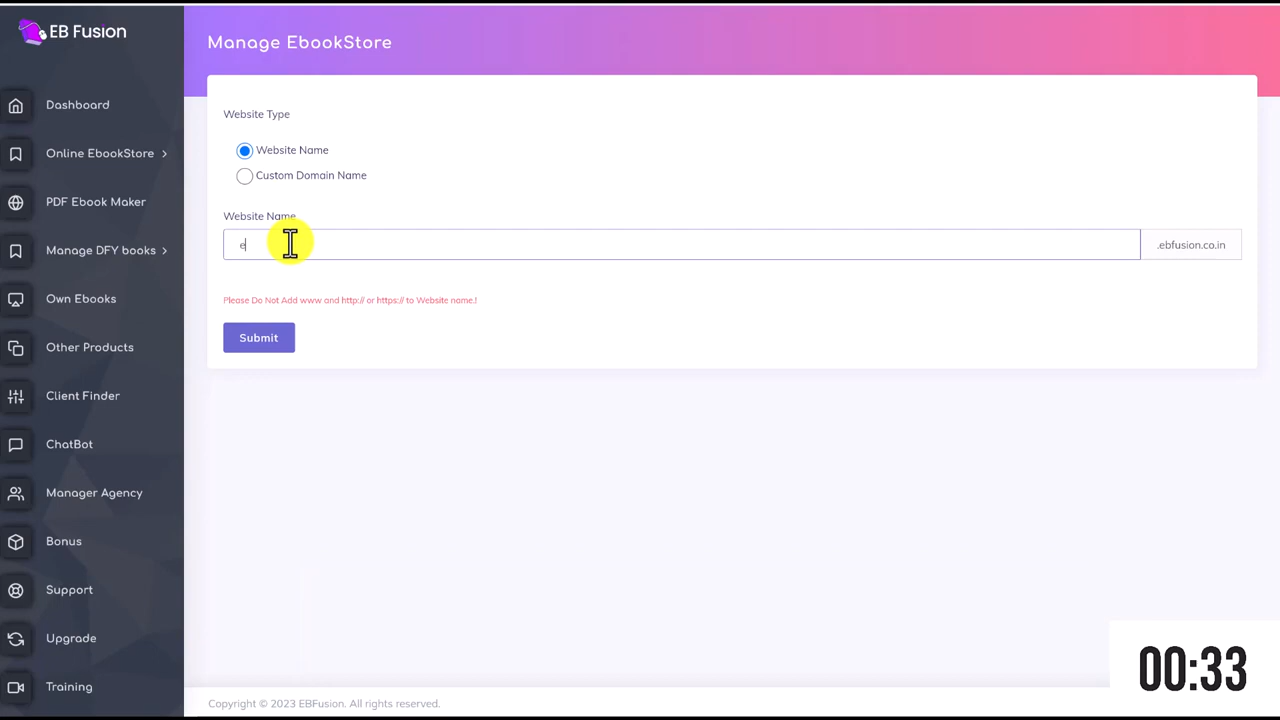 EB Fusion
Manage EbookStore
Dashboard
Online EbookStore
PDF Ebook Maker
Manage DFY books
Own Ebooks
Other Products
Client Finder
ChatBot
Manager Agency
Bonus
Support
Upgrade
Training
Website Type
Website Name
Custom Domain Name
Website Name
e
.ebfusion.co.in
Please Do Not Add www and http:// or https:// to Website name.!
Submit
00:33
Copyright © 2023 EBFusion. All rights reserved.